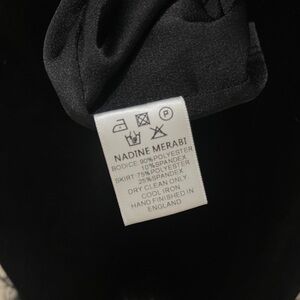 P
NADINE MERABI
BODICE: 90% POLYESTER
10% SPANDEX
SKIRT: 75% POLYESTER
25% SPANDEX
DRY CLEAN ONLY
COOL IRON
HAND FINISHED IN
ENGLAND